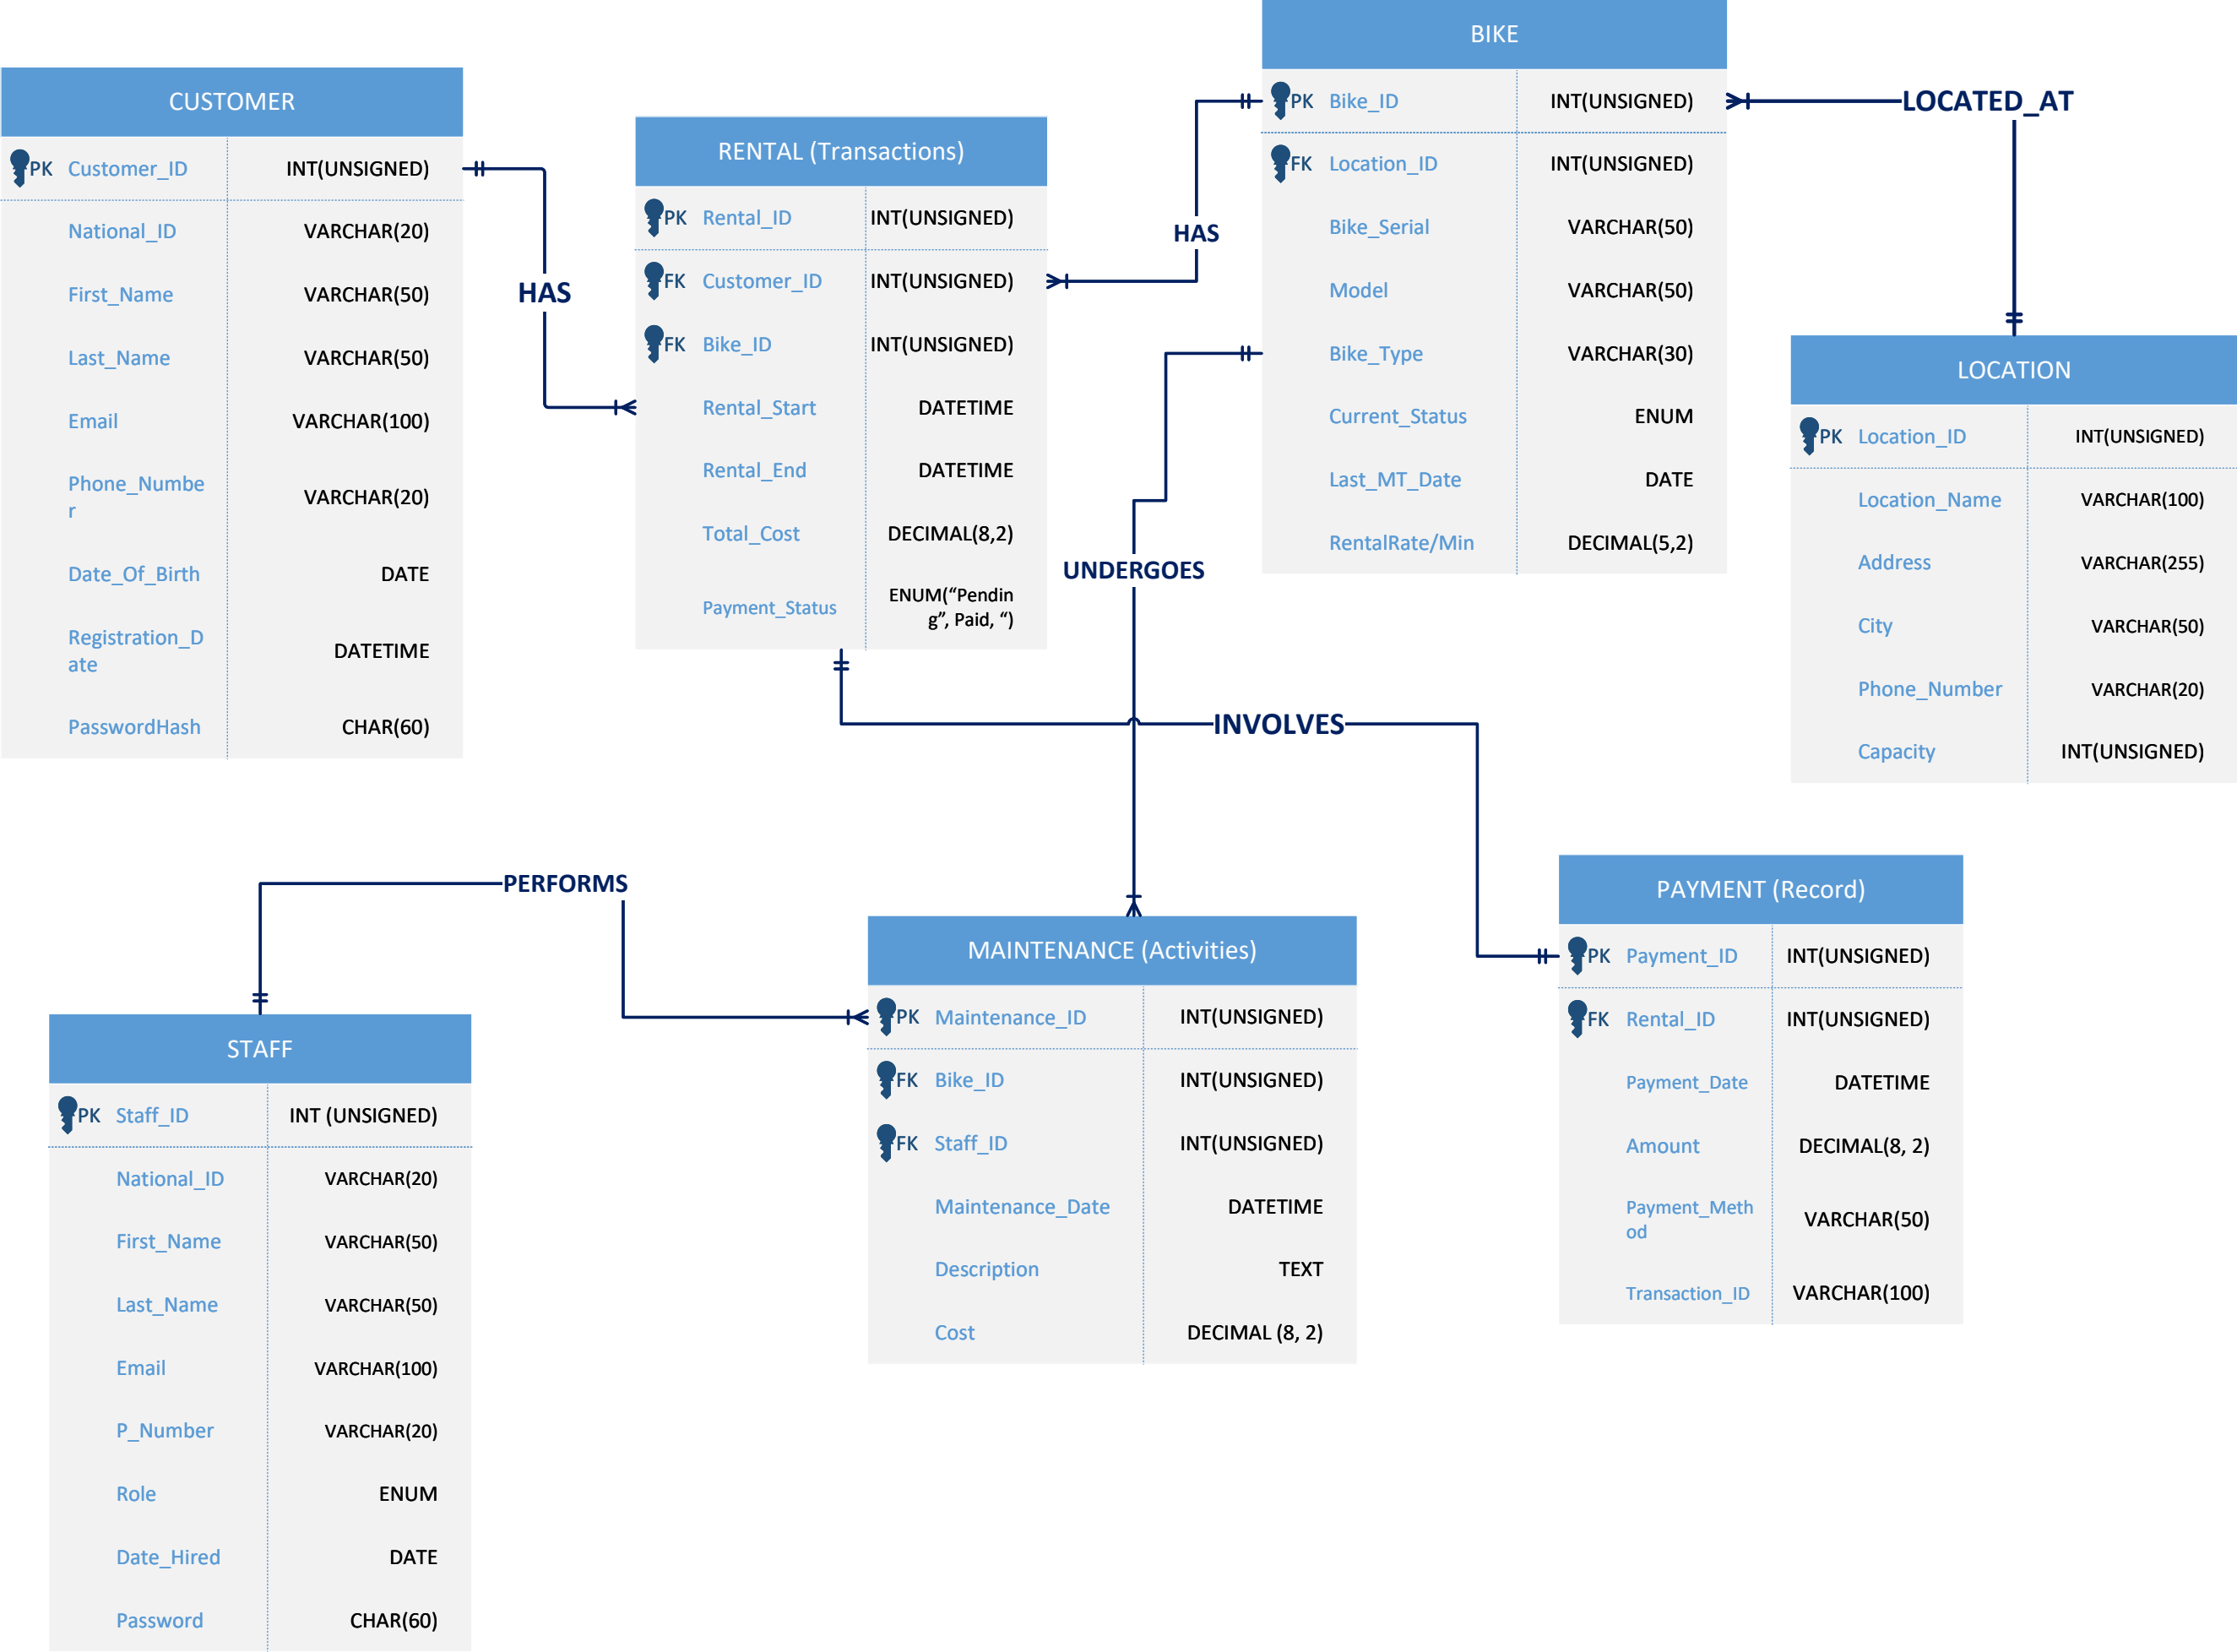 CUSTOMER
PK Customer_ID INT(UNSIGNED)
National_ID VARCHAR(20)
First_Name VARCHAR(50)
Last_Name VARCHAR(50)
Email VARCHAR(100)
Phone_Numbe
r VARCHAR(20)
Date_Of_Birth DATE
Registration_D
ate DATETIME
PasswordHash CHAR(60)
HAS
RENTAL (Transactions)
PK Rental_ID INT(UNSIGNED)
FK Customer_ID INT(UNSIGNED)
FK Bike_ID INT(UNSIGNED)
Rental_Start DATETIME
Rental_End DATETIME
Total_Cost DECIMAL(8,2)
Payment_Status ENUM(“Pendin
g”, Paid, “)
HAS
BIKE
PK Bike_ID INT(UNSIGNED)
FK Location_ID INT(UNSIGNED)
Bike_Serial VARCHAR(50)
Model VARCHAR(50)
Bike_Type VARCHAR(30)
Current_Status ENUM
Last_MT_Date DATE
RentalRate/Min DECIMAL(5,2)
LOCATED_AT
LOCATION
PK Location_ID INT(UNSIGNED)
Location_Name VARCHAR(100)
Address VARCHAR(255)
City VARCHAR(50)
Phone_Number VARCHAR(20)
Capacity INT(UNSIGNED)
UNDERGOES
INVOLVES
PERFORMS
STAFF
PK Staff_ID INT (UNSIGNED)
National_ID VARCHAR(20)
First_Name VARCHAR(50)
Last_Name VARCHAR(50)
Email VARCHAR(100)
P_Number VARCHAR(20)
Role ENUM
Date_Hired DATE
Password CHAR(60)
MAINTENANCE (Activities)
PK Maintenance_ID INT(UNSIGNED)
FK Bike_ID INT(UNSIGNED)
FK Staff_ID INT(UNSIGNED)
Maintenance_Date DATETIME
Description TEXT
Cost DECIMAL (8, 2)
PAYMENT (Record)
PK Payment_ID INT(UNSIGNED)
FK Rental_ID INT(UNSIGNED)
Payment_Date DATETIME
Amount DECIMAL(8, 2)
Payment_Meth
od VARCHAR(50)
Transaction_ID VARCHAR(100)